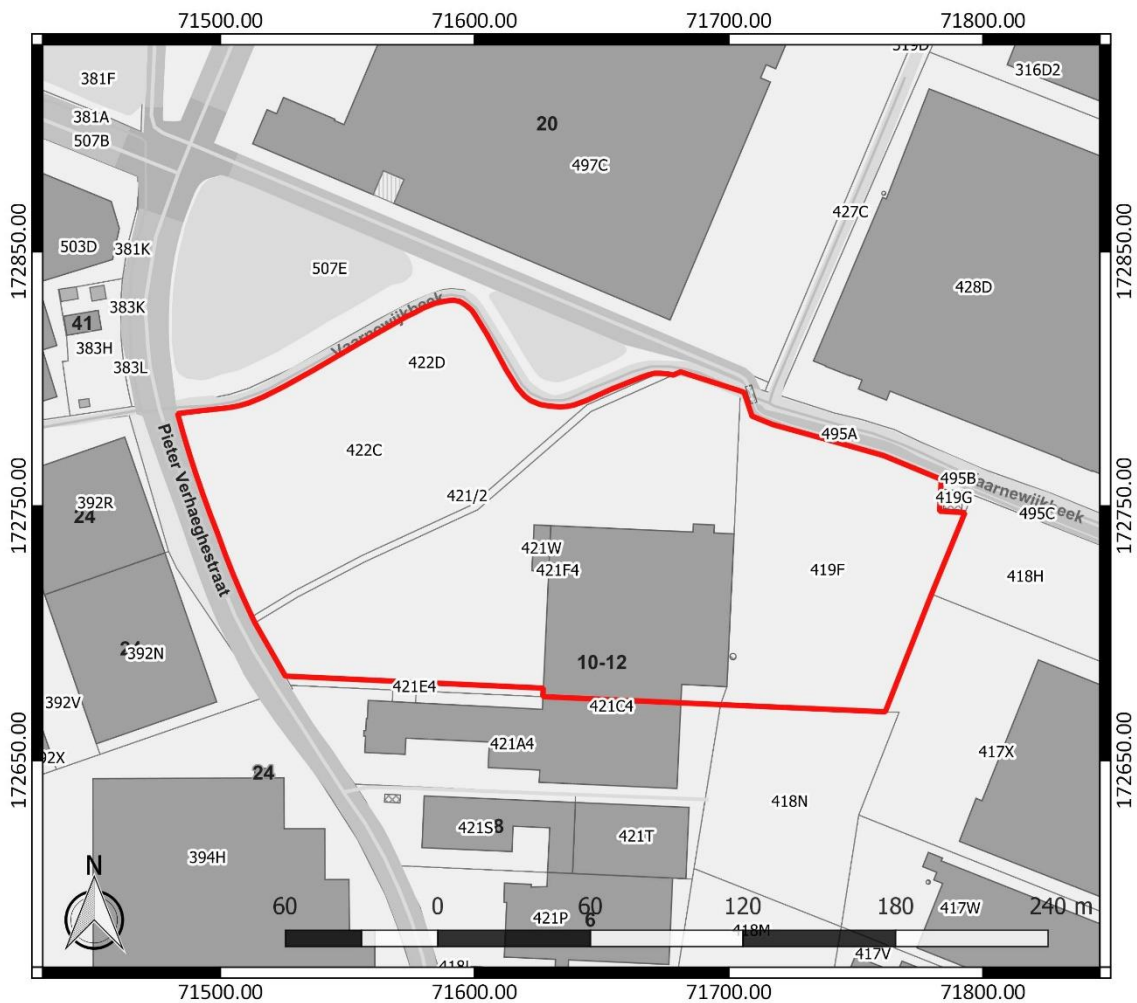 71500.00 71600.00 71700.00 71800.00
381F
316D2
381A
20
507B
497C
427C
503D
381K
172850.00
172850.00
507E
428D
383K
Vaarnewijkbeek
41
383H
422D
383L
495A
422C
495B
Pieter Verhaeghestraat
421/2
419G
392R
24
172750.00
495C
172750.00
421W
421F4
419F
418H
392N
10-12
421E4
392V
421C4
421A4
417X
172650.00
24
172650.00
418N
421S
8
421T
394H
N
60 0 60 120 180 240 m
417W
421P
6
418M
417V
71500.00 71600.00 71700.00 71800.00